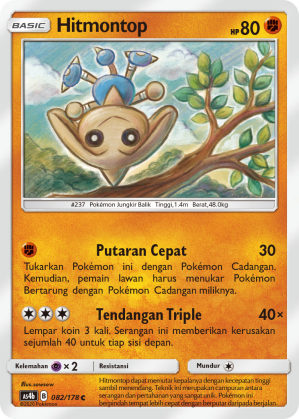 BASIC Hitmontop HP80
#237 Pokémon Jungkir Balik Tinggi,1.4m Berat,48.0kg
Putaran Cepat 30
Tukarkan Pokémon ini dengan Pokémon Cadangan.
Kemudian, pemain lawan harus menukar Pokémon
Bertarung dengan Pokémon Cadangan miliknya.
Tendangan Triple 40×
Lempar koin 3 kali. Serangan ini memberikan kerusakan
sejumlah 40 untuk tiap sisi depan.
Kelemahan ×2 Resistansi Mundur
Illus.
AS4b B 082/178 C
Hitmontop dapat memutar kepalanya dengan kecepatan tinggi
sambil menendang. Teknik ini merupakan campuran antara
serangan dan pertahanan yang memesona. Pokémon ini dapat
berpindah lebih cepat dengan berputar daripada berjalan.